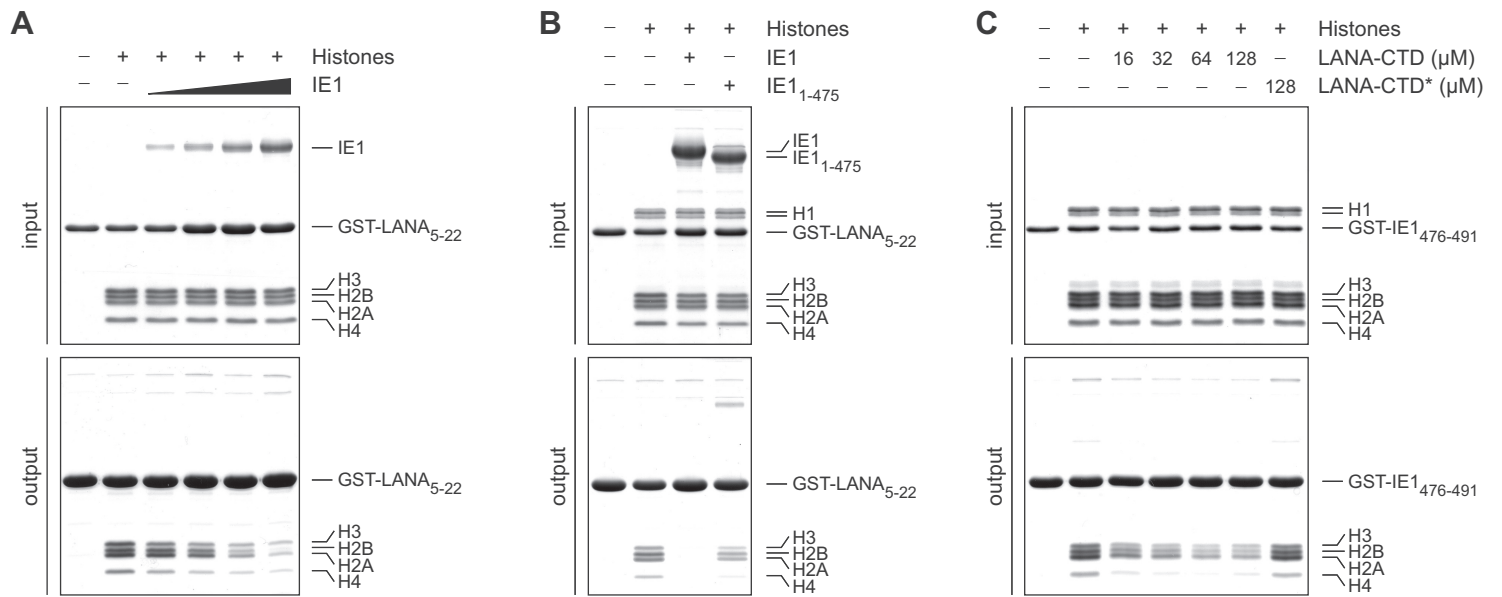 A
– + + + + + Histones
– – IE1
input
IE1
GST-LANA5-22
H3
H2B
H2A
H4
output
GST-LANA5-22
H3
H2B
H2A
H4
B
– + + + Histones
– – + – IE1
– – – + IE11-475
input
IE1
IE11-475
H1
GST-LANA5-22
H3
H2B
H2A
H4
output
GST-LANA5-22
H3
H2B
H2A
H4
C
– + + + + + + Histones
– – 16 32 64 128 – LANA-CTD (µM)
– – – – – – 128 LANA-CTD* (µM)
input
H1
GST-IE1476-491
H3
H2B
H2A
H4
output
GST-IE1476-491
H3
H2B
H2A
H4